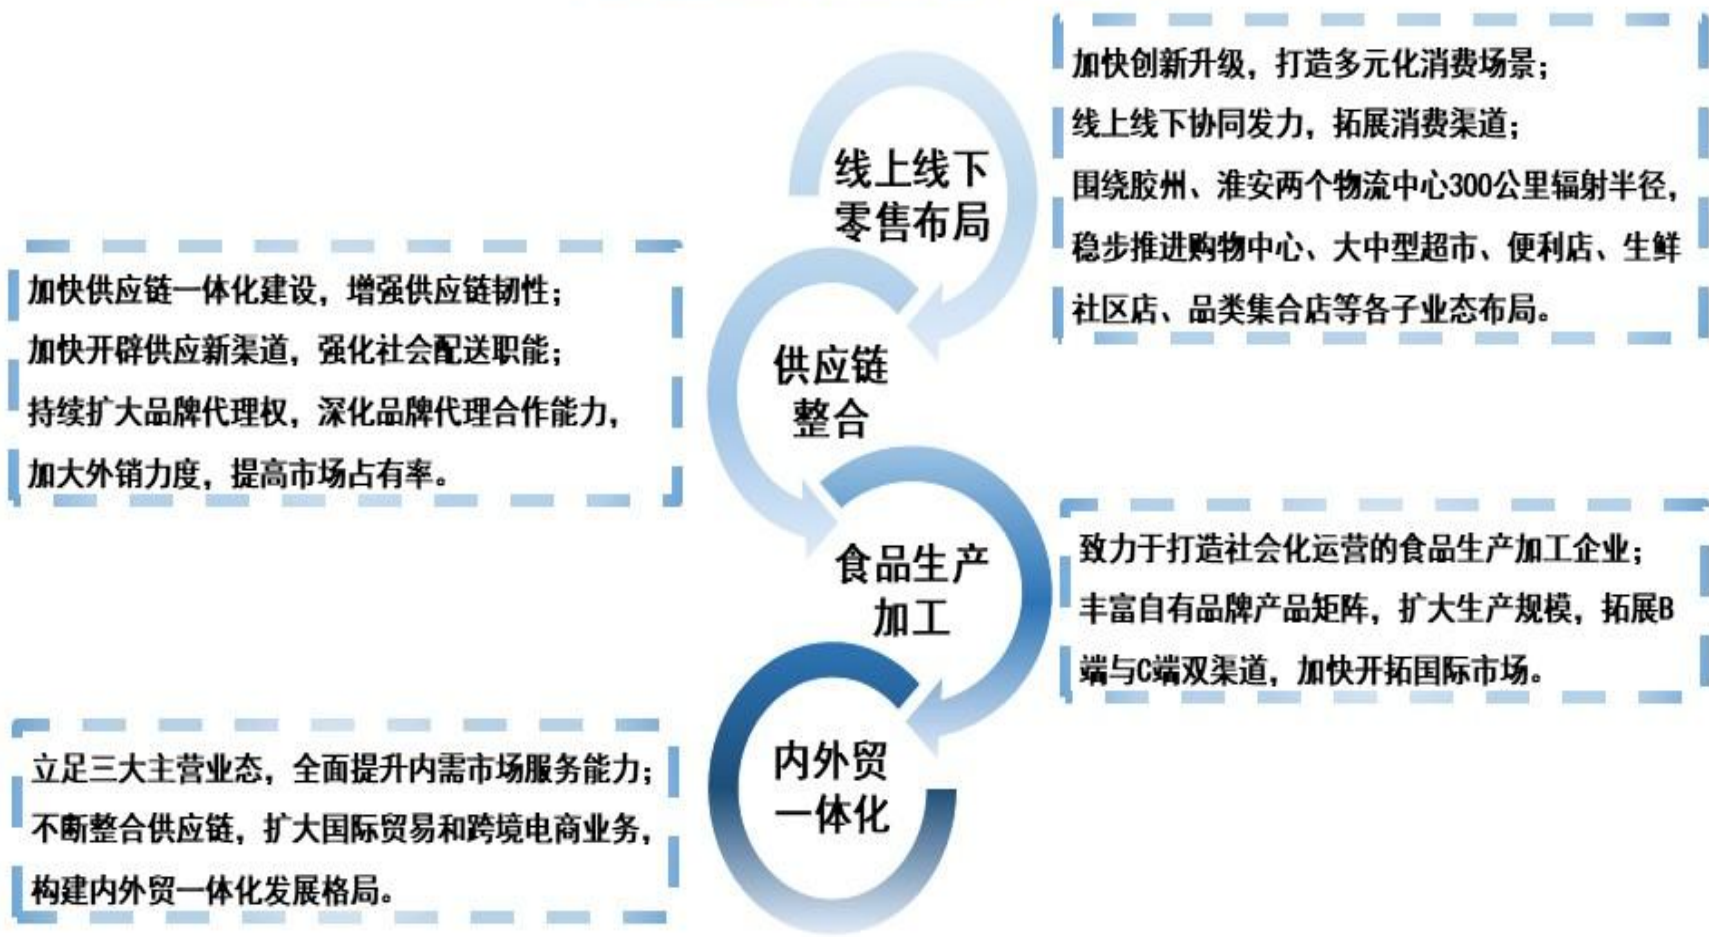 线上线下
零售布局
加快创新升级，打造多元化消费场景；
线上线下协同发力，拓展消费渠道；
围绕胶州、淮安两个物流中心300公里辐射半径，
稳步推进购物中心、大中型超市、便利店、生鲜
社区店、品类集合店等各子业态布局。
供应链
整合
加快供应链一体化建设，增强供应链韧性；
加快开辟供应新渠道，强化社会配送职能；
持续扩大品牌代理权，深化品牌代理合作能力，
加大外销力度，提高市场占有率。
食品生产
加工
致力于打造社会化运营的食品生产加工企业；
丰富自有品牌产品矩阵，扩大生产规模，拓展B
端与C端双渠道，加快开拓国际市场。
内外贸
一体化
立足三大主营业态，全面提升内需市场服务能力；
不断整合供应链，扩大国际贸易和跨境电商业务，
构建内外贸一体化发展格局。